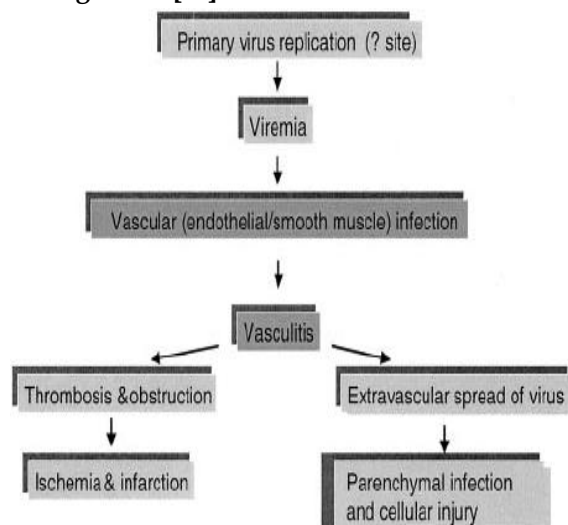 Primary virus replication (? site)
Viremia
Vascular (endothelial/smooth muscle) infection
Vasculitis
Thrombosis &obstruction
Extravascular spread of virus
Ischemia & infarction
Parenchymal infection
and cellular injury